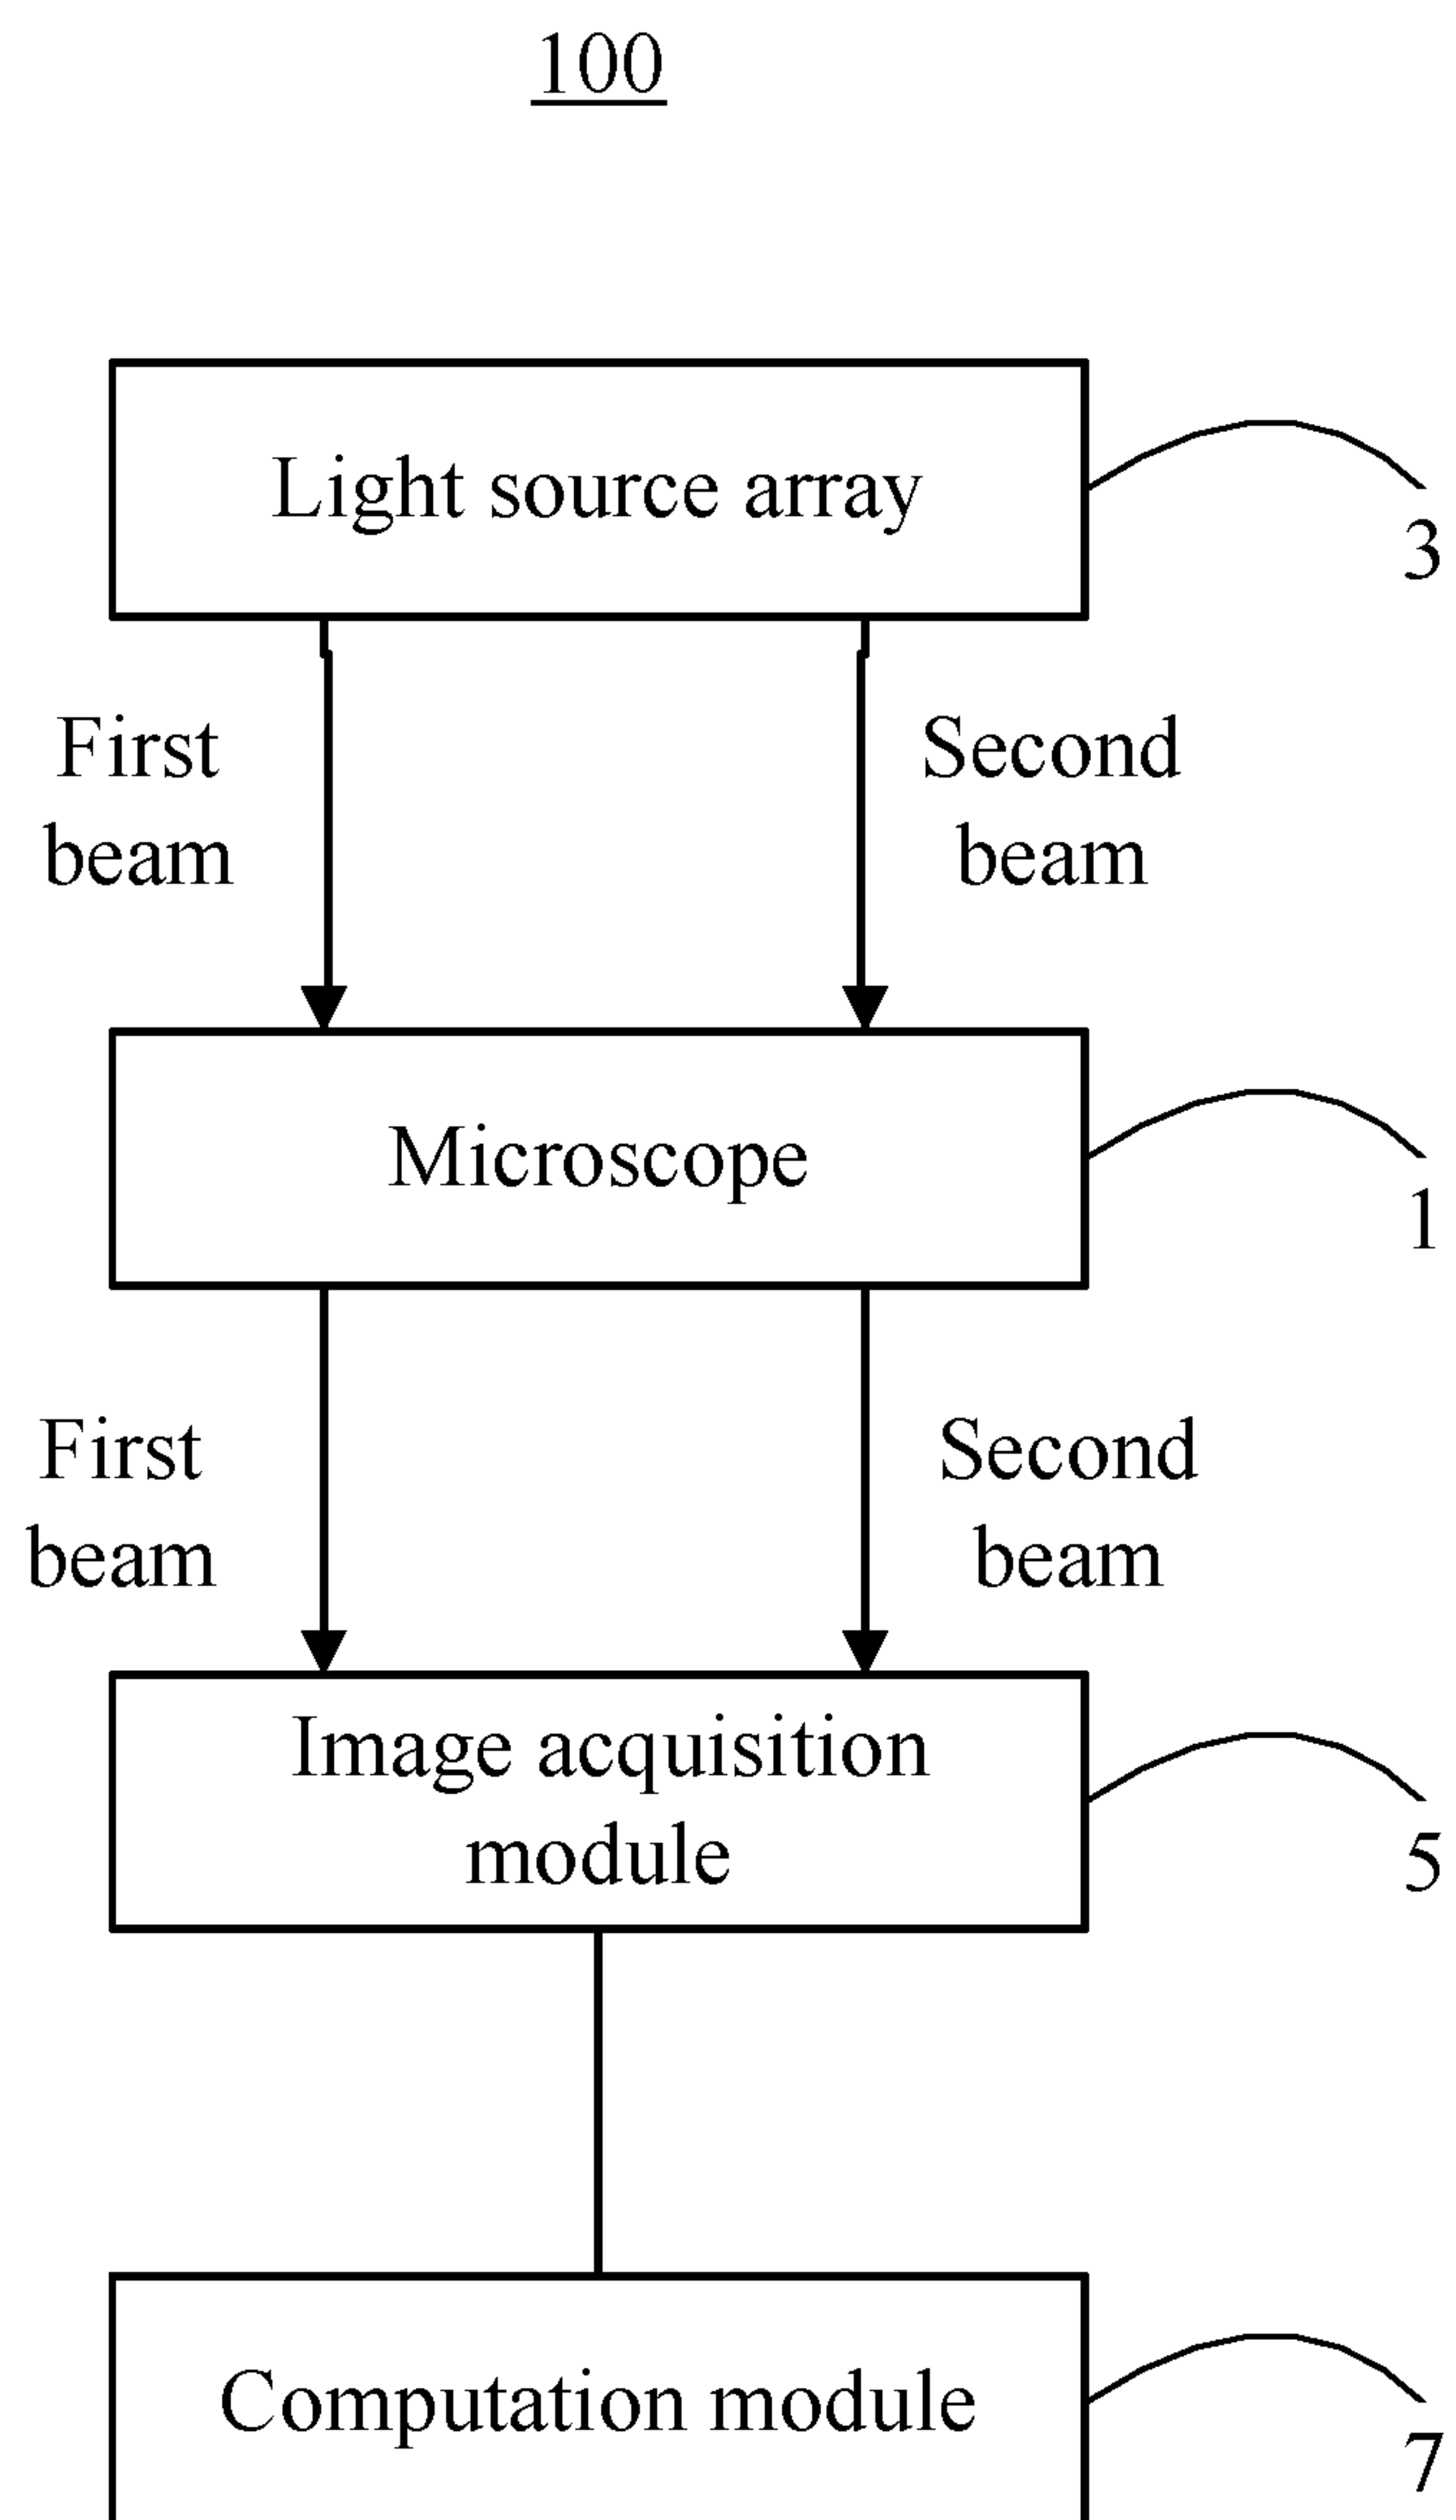 100
Light source array
3
First
beam
Second
beam
Microscope
1
First
beam
Second
beam
Image acquisition
module
5
Computation module
7